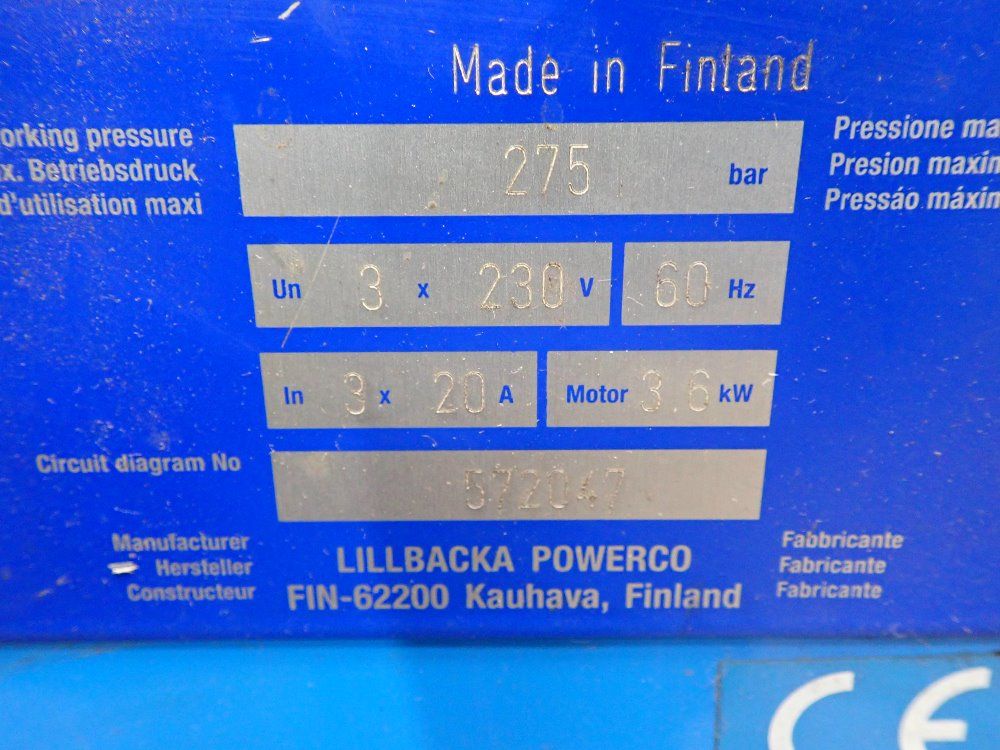 Made in Finland
orking pressure
x. Betriebsdruck
d'utilisation maxi
275 bar
Pressione ma
Presion maxin
Pressáo máxin
Un 3 x 230 V 60 Hz
In 3 x 20 A Motor 3.6 kW
Circuit diagram No 572047
Manufacturer
Hersteller
Constructeur
LILLBACKA POWERCO
FIN-62200 Kauhava, Finland
Fabbricante
Fabricante
Fabricante
CE